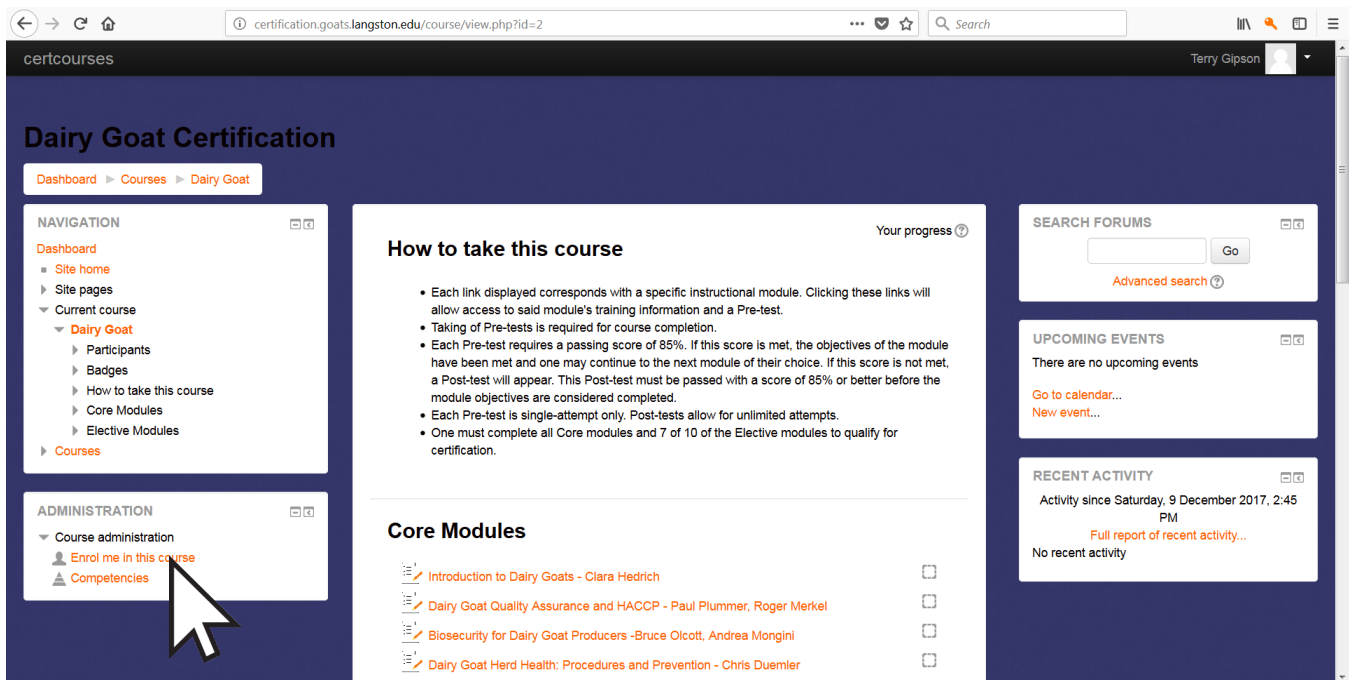 certification.goats.langston.edu/course/view.php?id=2
Search
certcourses
Terry Gipson
Dairy Goat Certification
Dashboard
Courses
Dairy Goat
NAVIGATION
Dashboard
Site home
Site pages
Current course
Dairy Goat
Participants
Badges
How to take this course
Core Modules
Elective Modules
Courses
ADMINISTRATION
Course administration
Enrol me in this course
Competencies
Your progress
How to take this course
• Each link displayed corresponds with a specific instructional module. Clicking these links will
allow access to said module's training information and a Pre-test.
• Taking of Pre-tests is required for course completion.
• Each Pre-test requires a passing score of 85%. If this score is met, the objectives of the module
have been met and one may continue to the next module of their choice. If this score is not met,
a Post-test will appear. This Post-test must be passed with a score of 85% or better before the
module objectives are considered completed.
• Each Pre-test is single-attempt only. Post-tests allow for unlimited attempts.
• One must complete all Core modules and 7 of 10 of the Elective modules to qualify for
certification.
Core Modules
Introduction to Dairy Goats - Clara Hedrich
Dairy Goat Quality Assurance and HACCP - Paul Plummer, Roger Merkel
Biosecurity for Dairy Goat Producers -Bruce Olcott, Andrea Mongini
Dairy Goat Herd Health: Procedures and Prevention - Chris Duemler
SEARCH FORUMS
Go
Advanced search
UPCOMING EVENTS
There are no upcoming events
Go to calendar...
New event...
RECENT ACTIVITY
Activity since Saturday, 9 December 2017, 2:45
PM
Full report of recent activity...
No recent activity